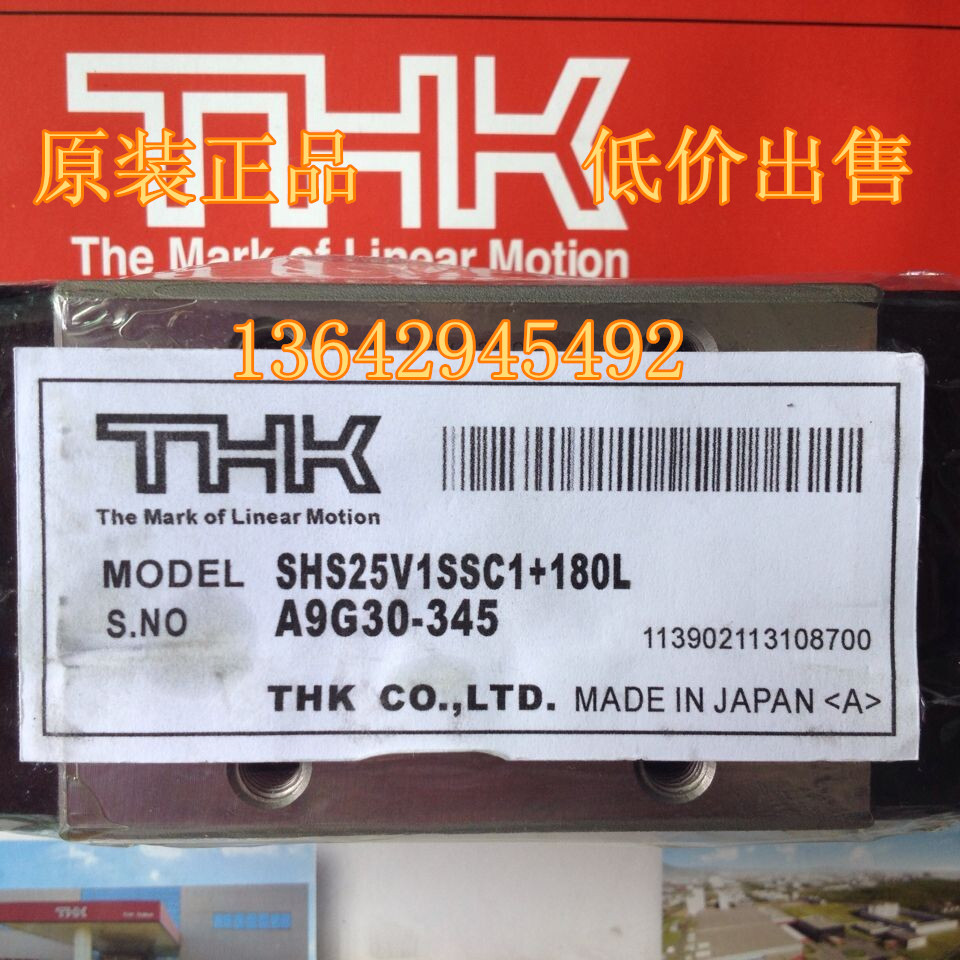 THK
原装正品 低价出售
The Mark of Linear Motion
13642945492
THK
The Mark of Linear Motion
MODEL SHS25V1SSC1+180L
S.NO A9G30-345
113902113108700
THK CO.,LTD. MADE IN JAPAN <A>
THK